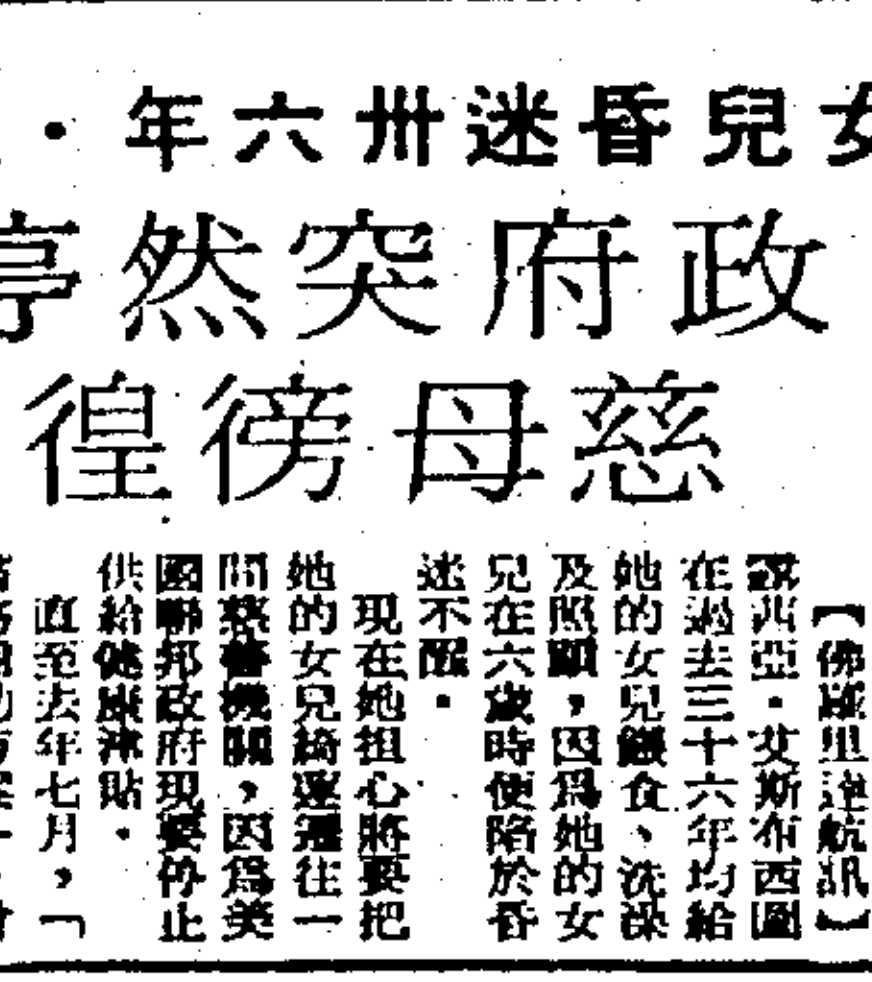 女兒昏迷卅六年・
政府突然停
慈母徬徨
【佛羅里達航訊】
西亞・艾斯布西圖
在過去三十六年均給
她的女兒餵食、洗澡
及照顧，因爲她的女
兒在六歲時便陷於昏
迷不醒。
現在她担心將要把
她的女兒綺遷往一
間慈善機關，因爲美
國聯邦政府現要停止
供給健康津貼。
直至去年七月，「